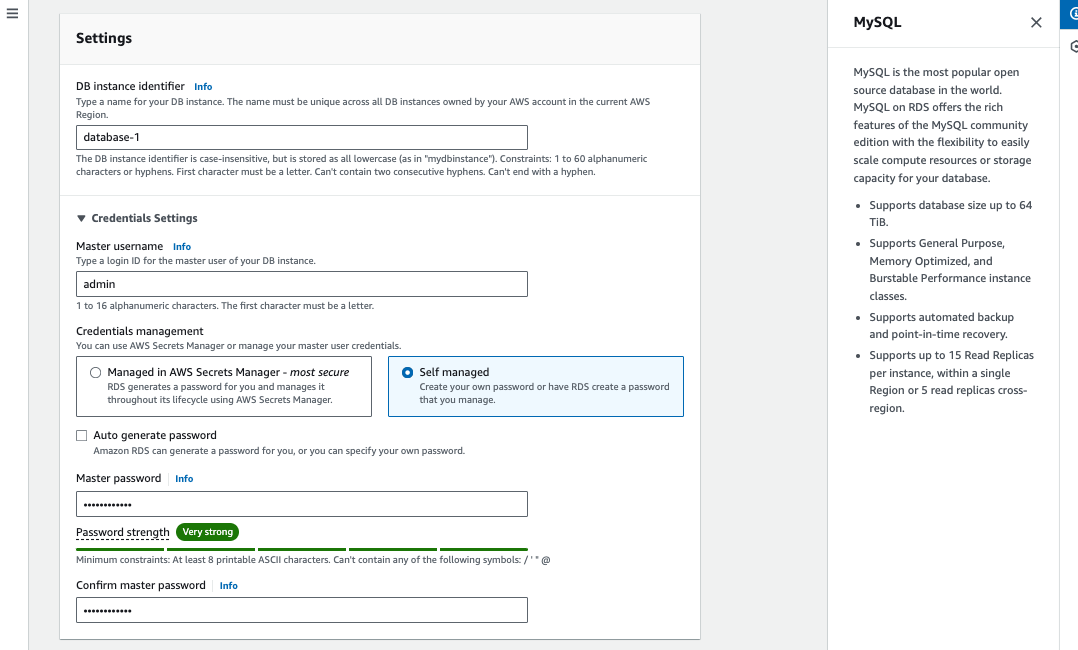 Settings
DB instance identifier Info
Type a name for your DB instance. The name must be unique across all DB instances owned by your AWS account in the current AWS
Region.
database-1
The DB instance identifier is case-insensitive, but is stored as all lowercase (as in "mydbinstance"). Constraints: 1 to 60 alphanumeric
characters or hyphens. First character must be a letter. Can't contain two consecutive hyphens. Can't end with a hyphen.
▼ Credentials Settings
Master username Info
Type a login ID for the master user of your DB instance.
admin
1 to 16 alphanumeric characters. The first character must be a letter.
Credentials management
You can use AWS Secrets Manager or manage your master user credentials.
Managed in AWS Secrets Manager - most secure
RDS generates a password for you and manages it
throughout its lifecycle using AWS Secrets Manager.
Self managed
Create your own password or have RDS create a password
that you manage.
Auto generate password
Amazon RDS can generate a password for you, or you can specify your own password.
Master password Info
••••••••••••
Password strength Very strong
Minimum constraints: At least 8 printable ASCII characters. Can't contain any of the following symbols: / ' " @
Confirm master password Info
••••••••••••
MySQL
MySQL is the most popular open
source database in the world.
MySQL on RDS offers the rich
features of the MySQL community
edition with the flexibility to easily
scale compute resources or storage
capacity for your database.
• Supports database size up to 64
TiB.
• Supports General Purpose,
Memory Optimized, and
Burstable Performance instance
classes.
• Supports automated backup
and point-in-time recovery.
• Supports up to 15 Read Replicas
per instance, within a single
Region or 5 read replicas cross-
region.